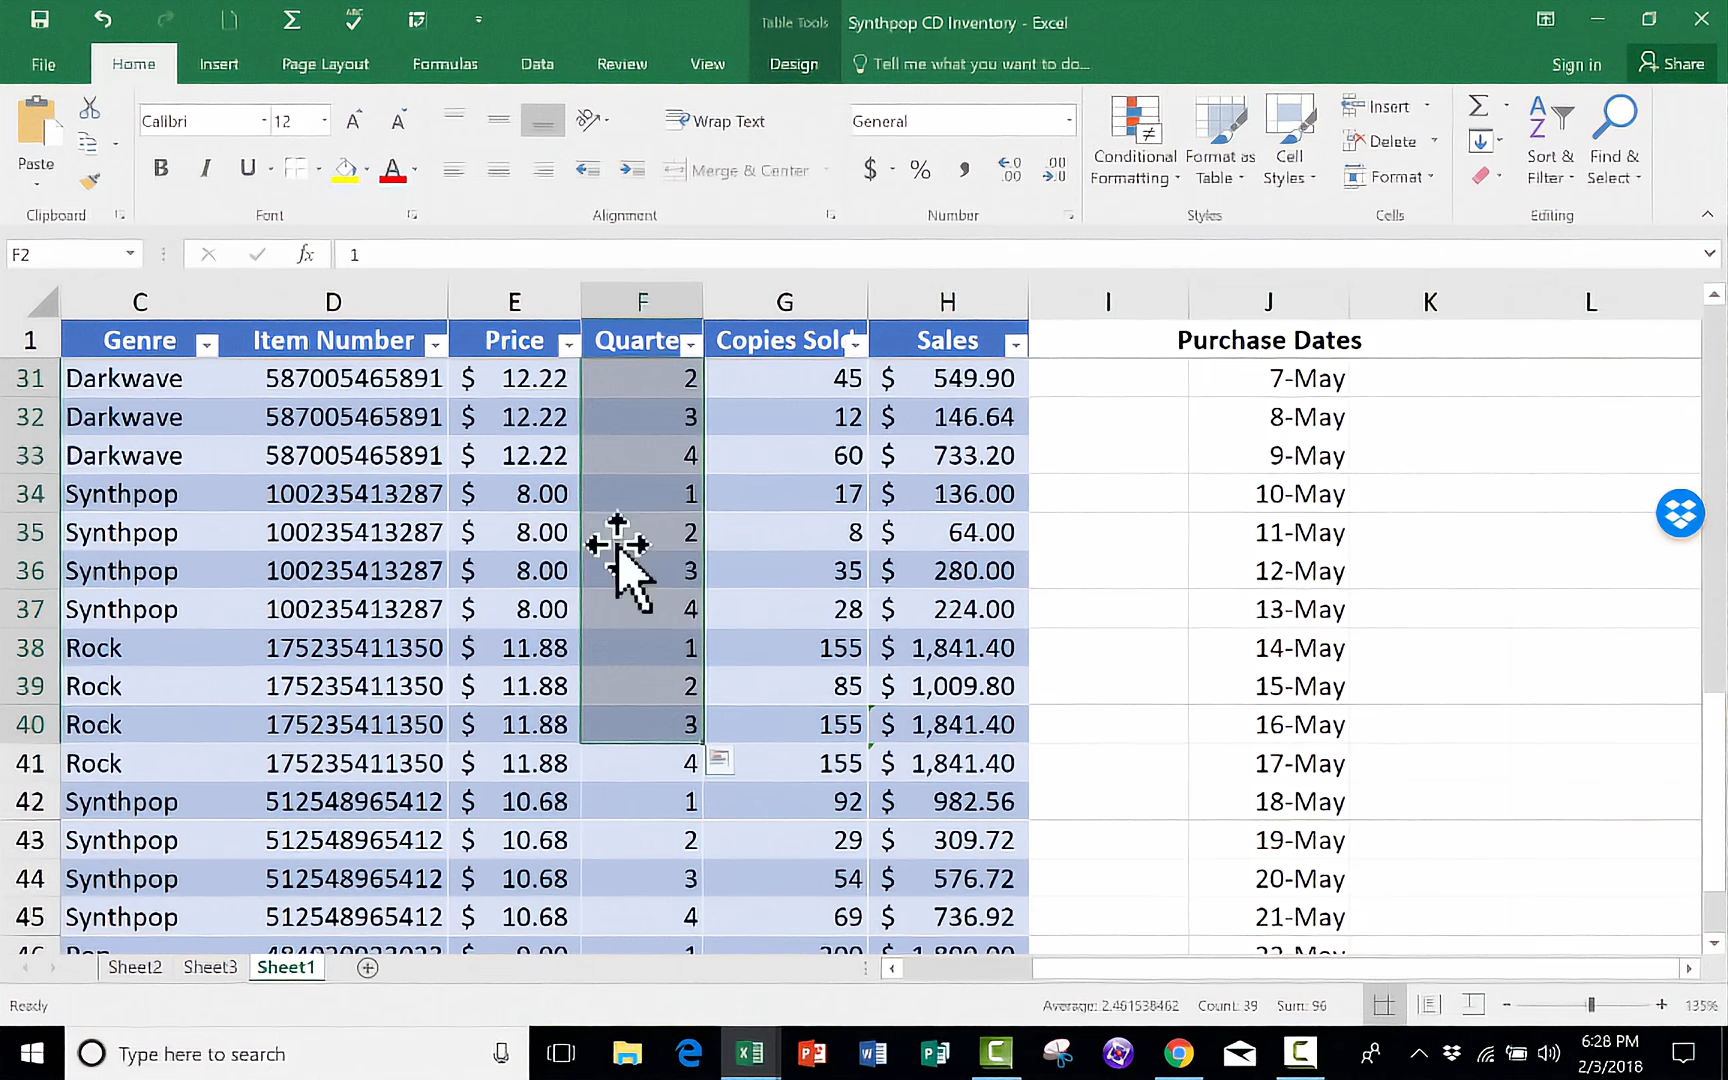 Table Tools
Synthpop CD Inventory - Excel
File Home Insert Page Layout Formulas Data Review View Design Tell me what you want to do... Sign in Share
Paste
Clipboard
Calibri 12
B I U A
Font
Wrap Text
Merge & Center
Alignment
General
$ % , .00
Number
Conditional Formatting
Format as Table
Cell Styles
Styles
Insert
Delete
Format
Cells
Sort & Filter
Find & Select
Editing
F2 fx 1
C D E F G H I J K L
1 Genre Item Number Price Quarte Copies Sol Sales Purchase Dates
31 Darkwave 587005465891 $ 12.22 2 45 $ 549.90 7-May
32 Darkwave 587005465891 $ 12.22 3 12 $ 146.64 8-May
33 Darkwave 587005465891 $ 12.22 4 60 $ 733.20 9-May
34 Synthpop 100235413287 $ 8.00 1 17 $ 136.00 10-May
35 Synthpop 100235413287 $ 8.00 2 8 $ 64.00 11-May
36 Synthpop 100235413287 $ 8.00 3 35 $ 280.00 12-May
37 Synthpop 100235413287 $ 8.00 4 28 $ 224.00 13-May
38 Rock 175235411350 $ 11.88 1 155 $ 1,841.40 14-May
39 Rock 175235411350 $ 11.88 2 85 $ 1,009.80 15-May
40 Rock 175235411350 $ 11.88 3 155 $ 1,841.40 16-May
41 Rock 175235411350 $ 11.88 4 155 $ 1,841.40 17-May
42 Synthpop 512548965412 $ 10.68 1 92 $ 982.56 18-May
43 Synthpop 512548965412 $ 10.68 2 29 $ 309.72 19-May
44 Synthpop 512548965412 $ 10.68 3 54 $ 576.72 20-May
45 Synthpop 512548965412 $ 10.68 4 69 $ 736.92 21-May
Sheet2 Sheet3 Sheet1
Ready Average: 2.461538462 Count: 39 Sum: 96 135%
Type here to search
6:28 PM
2/3/2018